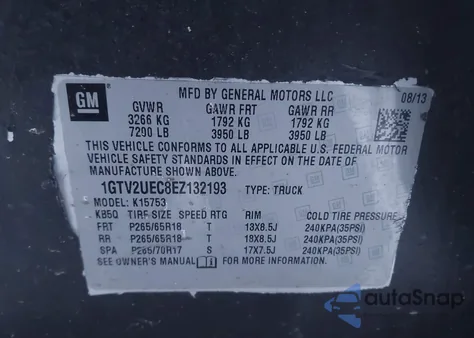 GM
MFD BY GENERAL MOTORS LLC
08/13
GVWR GAWR FRT GAWR RR
3266 KG 1792 KG 1792 KG
7200 LB 3950 LB 3950 LB
THIS VEHICLE CONFORMS TO ALL APPLICABLE U.S. FEDERAL MOTOR
VEHICLE SAFETY STANDARDS IN EFFECT ON THE DATE OF
MANUFACTURE SHOWN ABOVE.
1GTV2UEC8EZ132193 TYPE: TRUCK
MODEL: K15753
KB5Q TIRE SIZE SPEED RTG RIM COLD TIRE PRESSURE
FRT P265/65R18 T 18X8.5J 240KPA(35PSI)
RR P265/65R18 T 18X8.5J 240KPA(35PSI)
SPA P265/70R17 S 17X7.5J 240KPA(35PSI)
SEE OWNER'S MANUAL FOR MORE INFORMATION
autoSnap